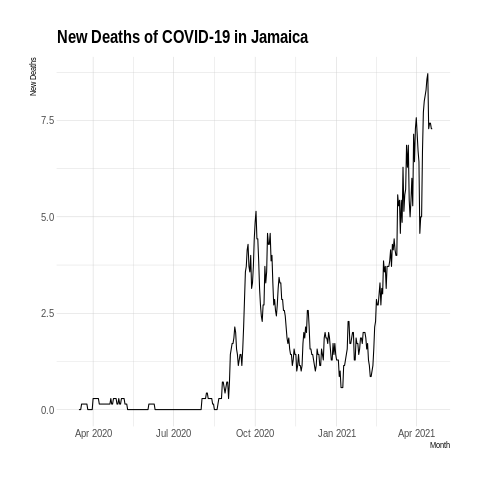 New Deaths of COVID-19 in Jamaica
New Deaths
7.5
5.0
2.5
0.0
Apr 2020 Jul 2020 Oct 2020 Jan 2021 Apr 2021
Month